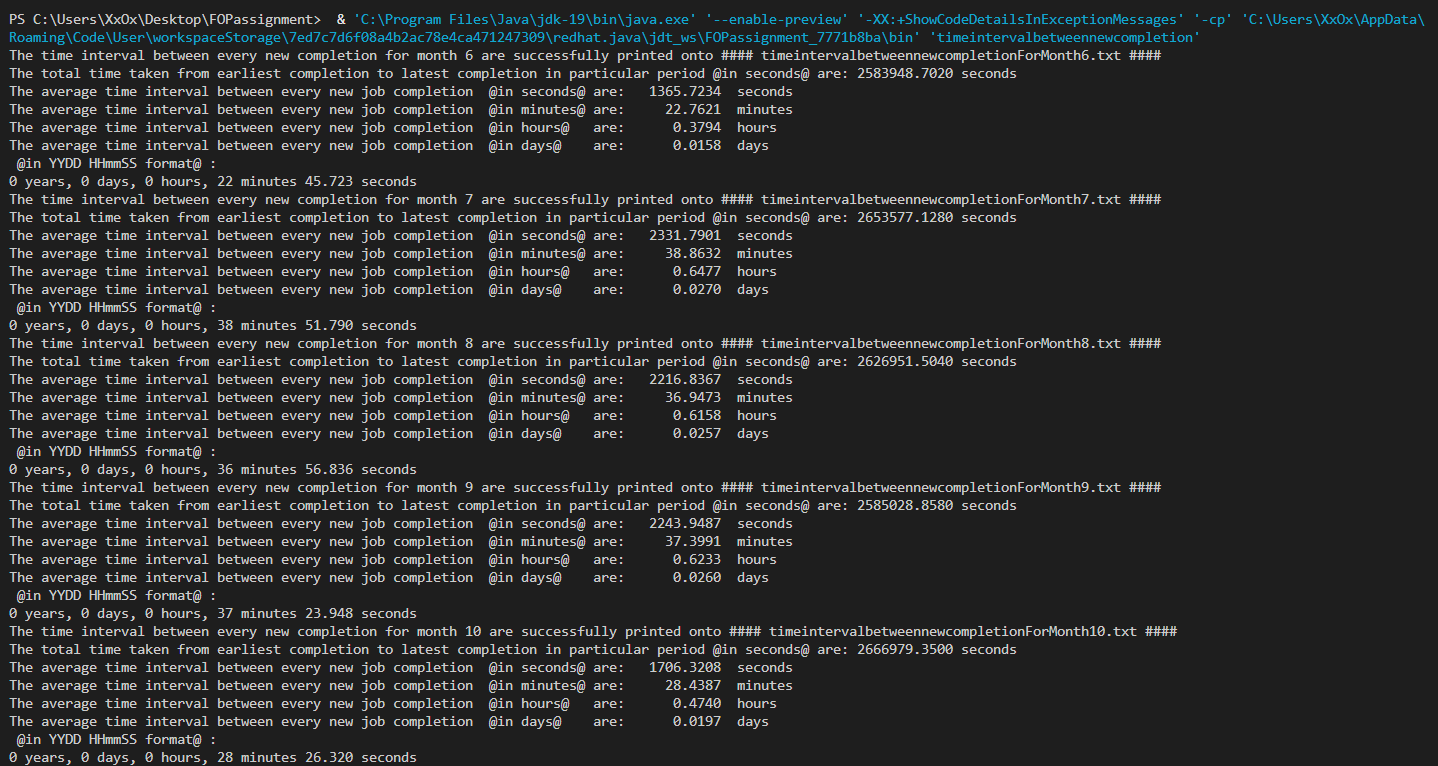 PS C:\Users\XxOx\Desktop\FOPassignment>  & 'C:\Program Files\Java\jdk-19\bin\java.exe' '--enable-preview' '-XX:+ShowCodeDetailsInExceptionMessages' '-cp' 'C:\Users\XxOx\AppData\
Roaming\Code\User\workspaceStorage\7ed7c7d6f08a4b2ac78e4ca471247309\redhat.java\jdt_ws\FOPassignment_7771b8ba\bin' 'timeintervalbetweennewcompletion'
The time interval between every new completion for month 6 are successfully printed onto #### timeintervalbetweennewcompletionForMonth6.txt ####
The total time taken from earliest completion to latest completion in particular period @in seconds@ are: 2583948.7020 seconds
The average time interval between every new job completion  @in seconds@ are:   1365.7234  seconds
The average time interval between every new job completion  @in minutes@ are:     22.7621  minutes
The average time interval between every new job completion  @in hours@   are:      0.3794  hours
The average time interval between every new job completion  @in days@    are:      0.0158  days
 @in YYDD HHmmSS format@ :
0 years, 0 days, 0 hours, 22 minutes 45.723 seconds
The time interval between every new completion for month 7 are successfully printed onto #### timeintervalbetweennewcompletionForMonth7.txt ####
The total time taken from earliest completion to latest completion in particular period @in seconds@ are: 2653577.1280 seconds
The average time interval between every new job completion  @in seconds@ are:   2331.7901  seconds
The average time interval between every new job completion  @in minutes@ are:     38.8632  minutes
The average time interval between every new job completion  @in hours@   are:      0.6477  hours
The average time interval between every new job completion  @in days@    are:      0.0270  days
 @in YYDD HHmmSS format@ :
0 years, 0 days, 0 hours, 38 minutes 51.790 seconds
The time interval between every new completion for month 8 are successfully printed onto #### timeintervalbetweennewcompletionForMonth8.txt ####
The total time taken from earliest completion to latest completion in particular period @in seconds@ are: 2626951.5040 seconds
The average time interval between every new job completion  @in seconds@ are:   2216.8367  seconds
The average time interval between every new job completion  @in minutes@ are:     36.9473  minutes
The average time interval between every new job completion  @in hours@   are:      0.6158  hours
The average time interval between every new job completion  @in days@    are:      0.0257  days
 @in YYDD HHmmSS format@ :
0 years, 0 days, 0 hours, 36 minutes 56.836 seconds
The time interval between every new completion for month 9 are successfully printed onto #### timeintervalbetweennewcompletionForMonth9.txt ####
The total time taken from earliest completion to latest completion in particular period @in seconds@ are: 2585028.8580 seconds
The average time interval between every new job completion  @in seconds@ are:   2243.9487  seconds
The average time interval between every new job completion  @in minutes@ are:     37.3991  minutes
The average time interval between every new job completion  @in hours@   are:      0.6233  hours
The average time interval between every new job completion  @in days@    are:      0.0260  days
 @in YYDD HHmmSS format@ :
0 years, 0 days, 0 hours, 37 minutes 23.948 seconds
The time interval between every new completion for month 10 are successfully printed onto #### timeintervalbetweennewcompletionForMonth10.txt ####
The total time taken from earliest completion to latest completion in particular period @in seconds@ are: 2666979.3500 seconds
The average time interval between every new job completion  @in seconds@ are:   1706.3208  seconds
The average time interval between every new job completion  @in minutes@ are:     28.4387  minutes
The average time interval between every new job completion  @in hours@   are:      0.4740  hours
The average time interval between every new job completion  @in days@    are:      0.0197  days
 @in YYDD HHmmSS format@ :
0 years, 0 days, 0 hours, 28 minutes 26.320 seconds